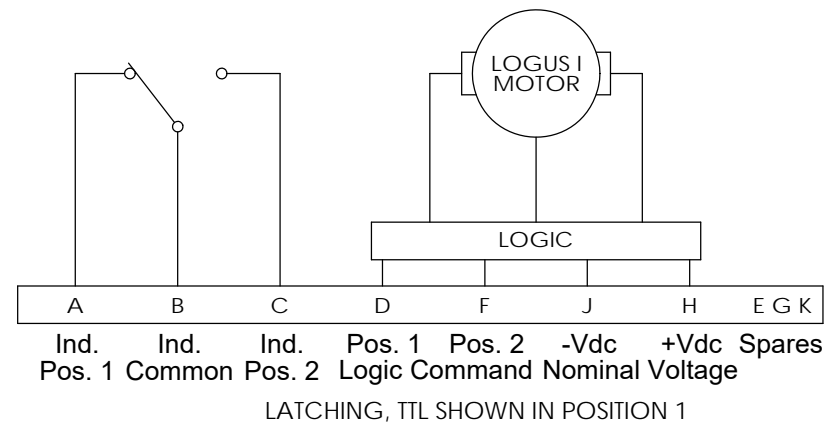 LOGUS I
MOTOR
LOGIC
A B C D F J H E G K
Ind. Ind. Ind. Pos. 1 Pos. 2 -Vdc +Vdc Spares
Pos. 1 Common Pos. 2 Logic Command Nominal Voltage
LATCHING, TTL SHOWN IN POSITION 1